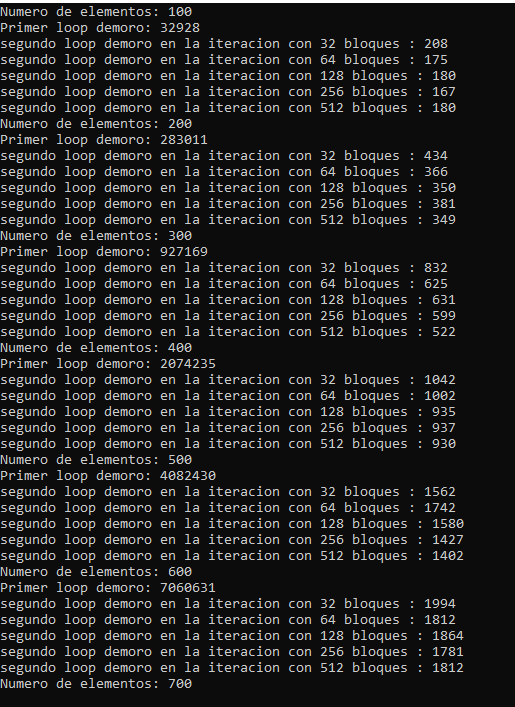 Numero de elementos: 100
Primer loop demoro: 32928
segundo loop demoro en la iteracion con 32 bloques : 208
segundo loop demoro en la iteracion con 64 bloques : 175
segundo loop demoro en la iteracion con 128 bloques : 180
segundo loop demoro en la iteracion con 256 bloques : 167
segundo loop demoro en la iteracion con 512 bloques : 180
Numero de elementos: 200
Primer loop demoro: 283011
segundo loop demoro en la iteracion con 32 bloques : 434
segundo loop demoro en la iteracion con 64 bloques : 366
segundo loop demoro en la iteracion con 128 bloques : 350
segundo loop demoro en la iteracion con 256 bloques : 381
segundo loop demoro en la iteracion con 512 bloques : 349
Numero de elementos: 300
Primer loop demoro: 927169
segundo loop demoro en la iteracion con 32 bloques : 832
segundo loop demoro en la iteracion con 64 bloques : 625
segundo loop demoro en la iteracion con 128 bloques : 631
segundo loop demoro en la iteracion con 256 bloques : 599
segundo loop demoro en la iteracion con 512 bloques : 522
Numero de elementos: 400
Primer loop demoro: 2074235
segundo loop demoro en la iteracion con 32 bloques : 1042
segundo loop demoro en la iteracion con 64 bloques : 1002
segundo loop demoro en la iteracion con 128 bloques : 935
segundo loop demoro en la iteracion con 256 bloques : 937
segundo loop demoro en la iteracion con 512 bloques : 930
Numero de elementos: 500
Primer loop demoro: 4082430
segundo loop demoro en la iteracion con 32 bloques : 1562
segundo loop demoro en la iteracion con 64 bloques : 1742
segundo loop demoro en la iteracion con 128 bloques : 1580
segundo loop demoro en la iteracion con 256 bloques : 1427
segundo loop demoro en la iteracion con 512 bloques : 1402
Numero de elementos: 600
Primer loop demoro: 7060631
segundo loop demoro en la iteracion con 32 bloques : 1994
segundo loop demoro en la iteracion con 64 bloques : 1812
segundo loop demoro en la iteracion con 128 bloques : 1864
segundo loop demoro en la iteracion con 256 bloques : 1781
segundo loop demoro en la iteracion con 512 bloques : 1812
Numero de elementos: 700